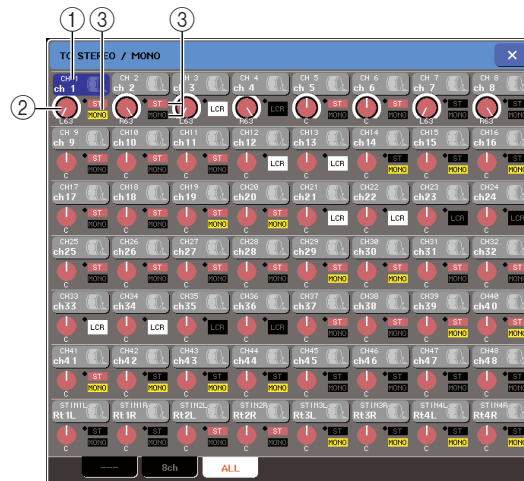 ① ③ ③
TO STEREO / MONO
CH 1 CH 2 CH 3 CH 4 CH 5 CH 6 CH 7 CH 8
ch 1 ch 2 ch 3 ch 4 ch 5 ch 6 ch 7 ch 8
②
ST ST LCR LCR ST ST ST ST
MONO MONO MONO MONO MONO
L63 R63 L63 R63 C C L63 R63
CH 9 CH10 CH11 CH12 CH13 CH14 CH15 CH16
ch 9 ch10 ch11 ch12 ch13 ch14 ch15 ch16
ST ST ST LCR LCR ST ST ST
MONO MONO MONO MONO MONO MONO
C C C C C C C C
CH17 CH18 CH19 CH20 CH21 CH22 CH23 CH24
ch17 ch18 ch19 ch20 ch21 ch22 ch23 ch24
ST ST ST ST LCR LCR LCR LCR
MONO MONO MONO MONO
C C C C C C C C
CH25 CH26 CH27 CH28 CH29 CH30 CH31 CH32
ch25 ch26 ch27 ch28 ch29 ch30 ch31 ch32
ST ST ST ST ST ST ST ST
MONO MONO MONO MONO MONO MONO MONO MONO
C C C C C C C C
CH33 CH34 CH35 CH36 CH37 CH38 CH39 CH40
ch33 ch34 ch35 ch36 ch37 ch38 ch39 ch40
LCR LCR LCR LCR ST ST ST ST
MONO MONO MONO MONO
C C C C C C C C
CH41 CH42 CH43 CH44 CH45 CH46 CH47 CH48
ch41 ch42 ch43 ch44 ch45 ch46 ch47 ch48
ST ST ST ST ST ST ST ST
MONO MONO MONO MONO MONO MONO MONO MONO
C C C C C C C C
STIN1L STIN1R STIN2L STIN2R STIN3L STIN3R STIN4L STIN4R
Rt1L Rt1R Rt2L Rt2R Rt3L Rt3R Rt4L Rt4R
ST ST ST ST ST ST ST ST
MONO MONO MONO MONO MONO MONO MONO MONO
C C C C C C C C
--- 8ch ALL